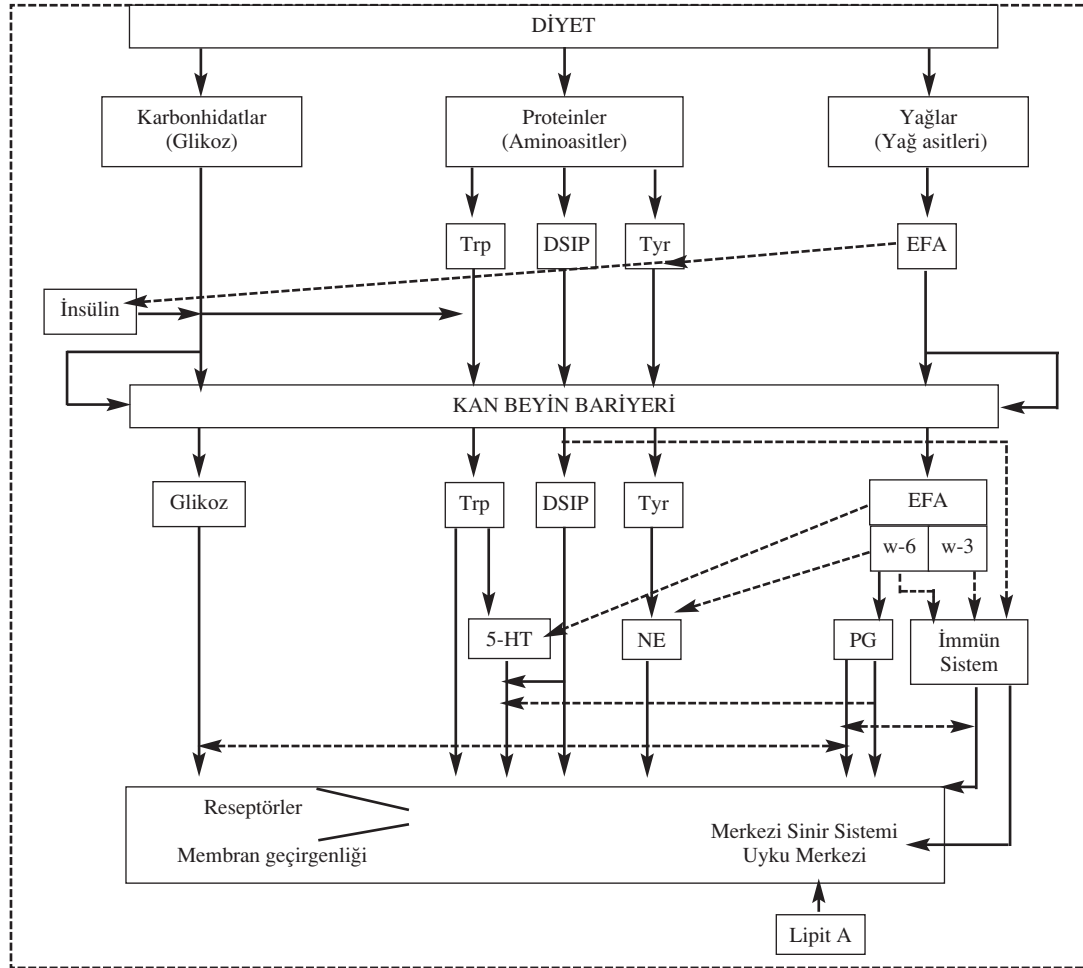 DİYET
Karbonhidatlar
(Glikoz)
Proteinler
(Aminoasitler)
Yağlar
(Yağ asitleri)
Trp
DSIP
Tyr
EFA
İnsülin
KAN BEYİN BARİYERİ
Glikoz
Trp
DSIP
Tyr
EFA
w-6
w-3
5-HT
NE
PG
İmmün
Sistem
Reseptörler
Membran geçirgenliği
Merkezi Sinir Sistemi
Uyku Merkezi
Lipit A